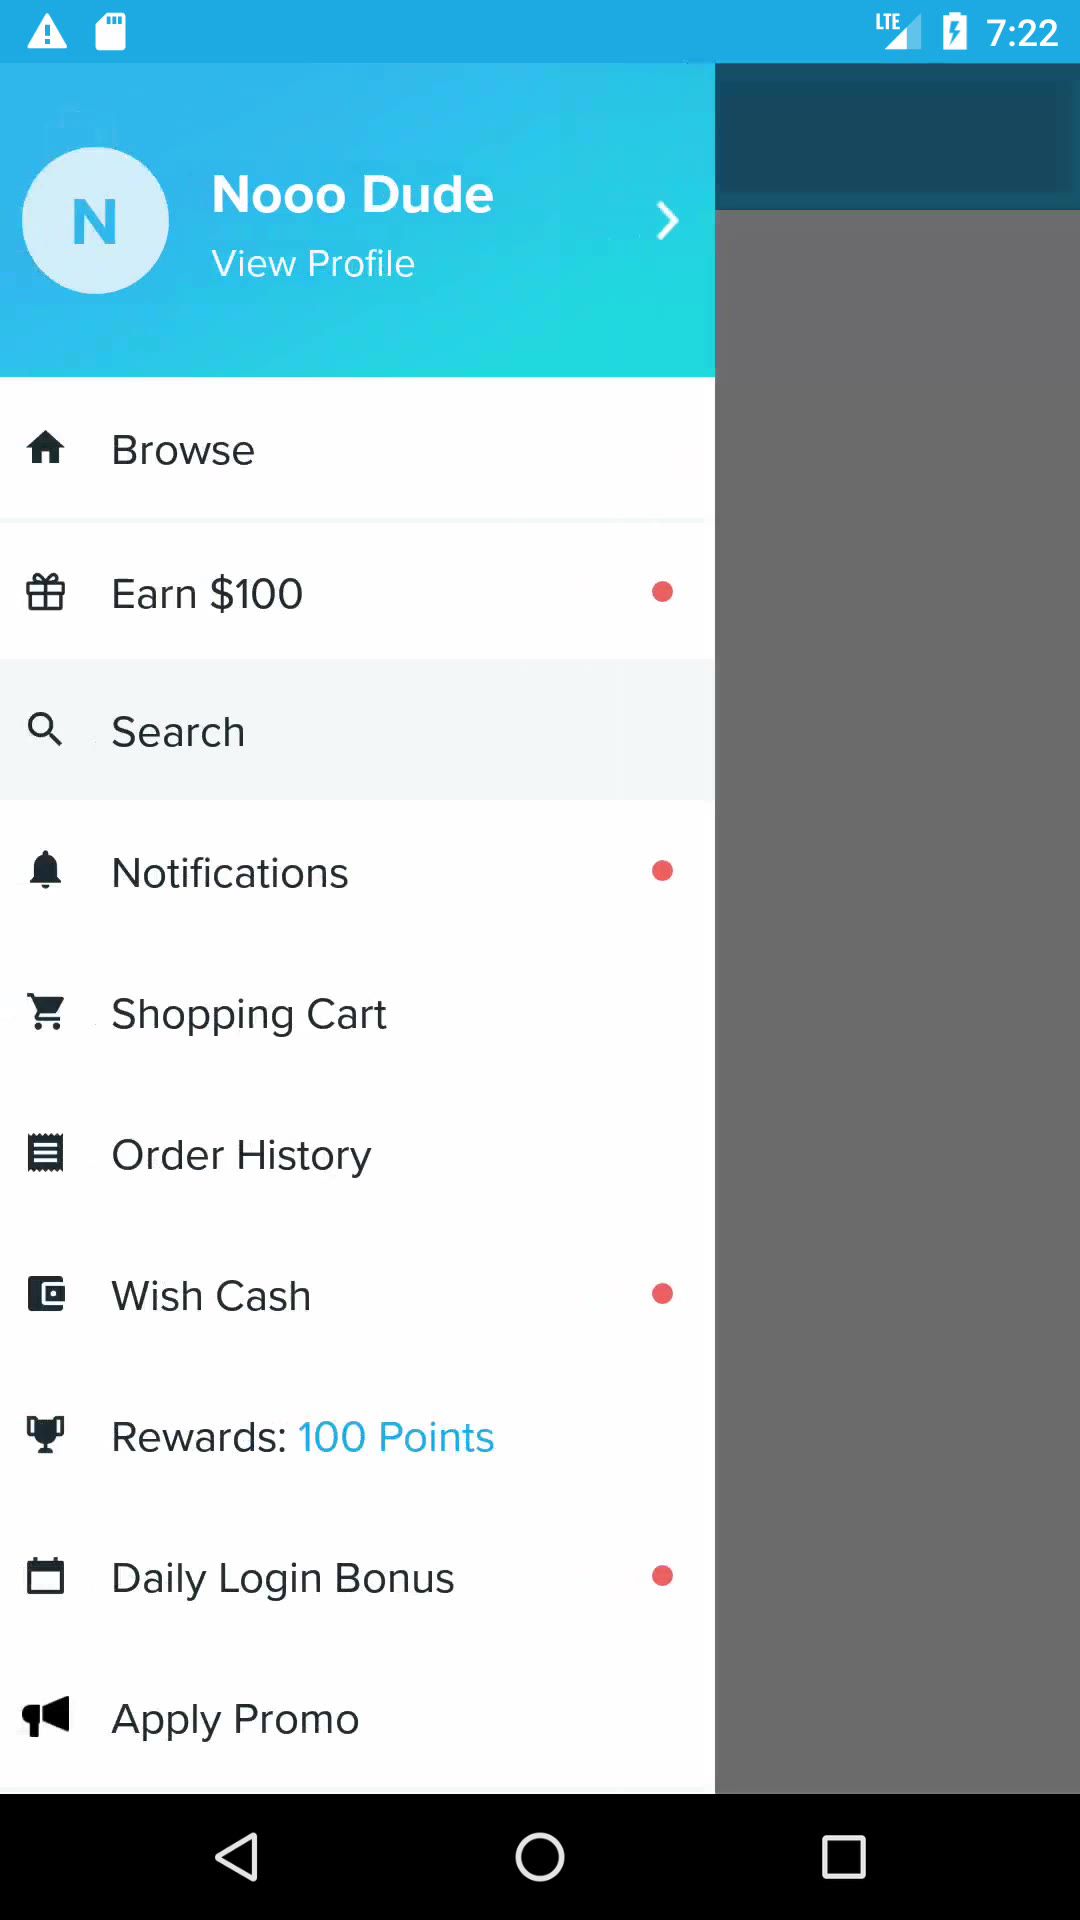 LTE 7:22
N
Nooo Dude
View Profile
Browse
Earn $100
Search
Notifications
Shopping Cart
Order History
Wish Cash
Rewards: 100 Points
Daily Login Bonus
Apply Promo